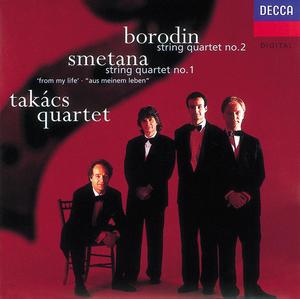 DECCA
DIGITAL
borodin
string quartet no.2
smetana
string quartet no.1
'from my life' · "aus meinem leben"
takács
quartet